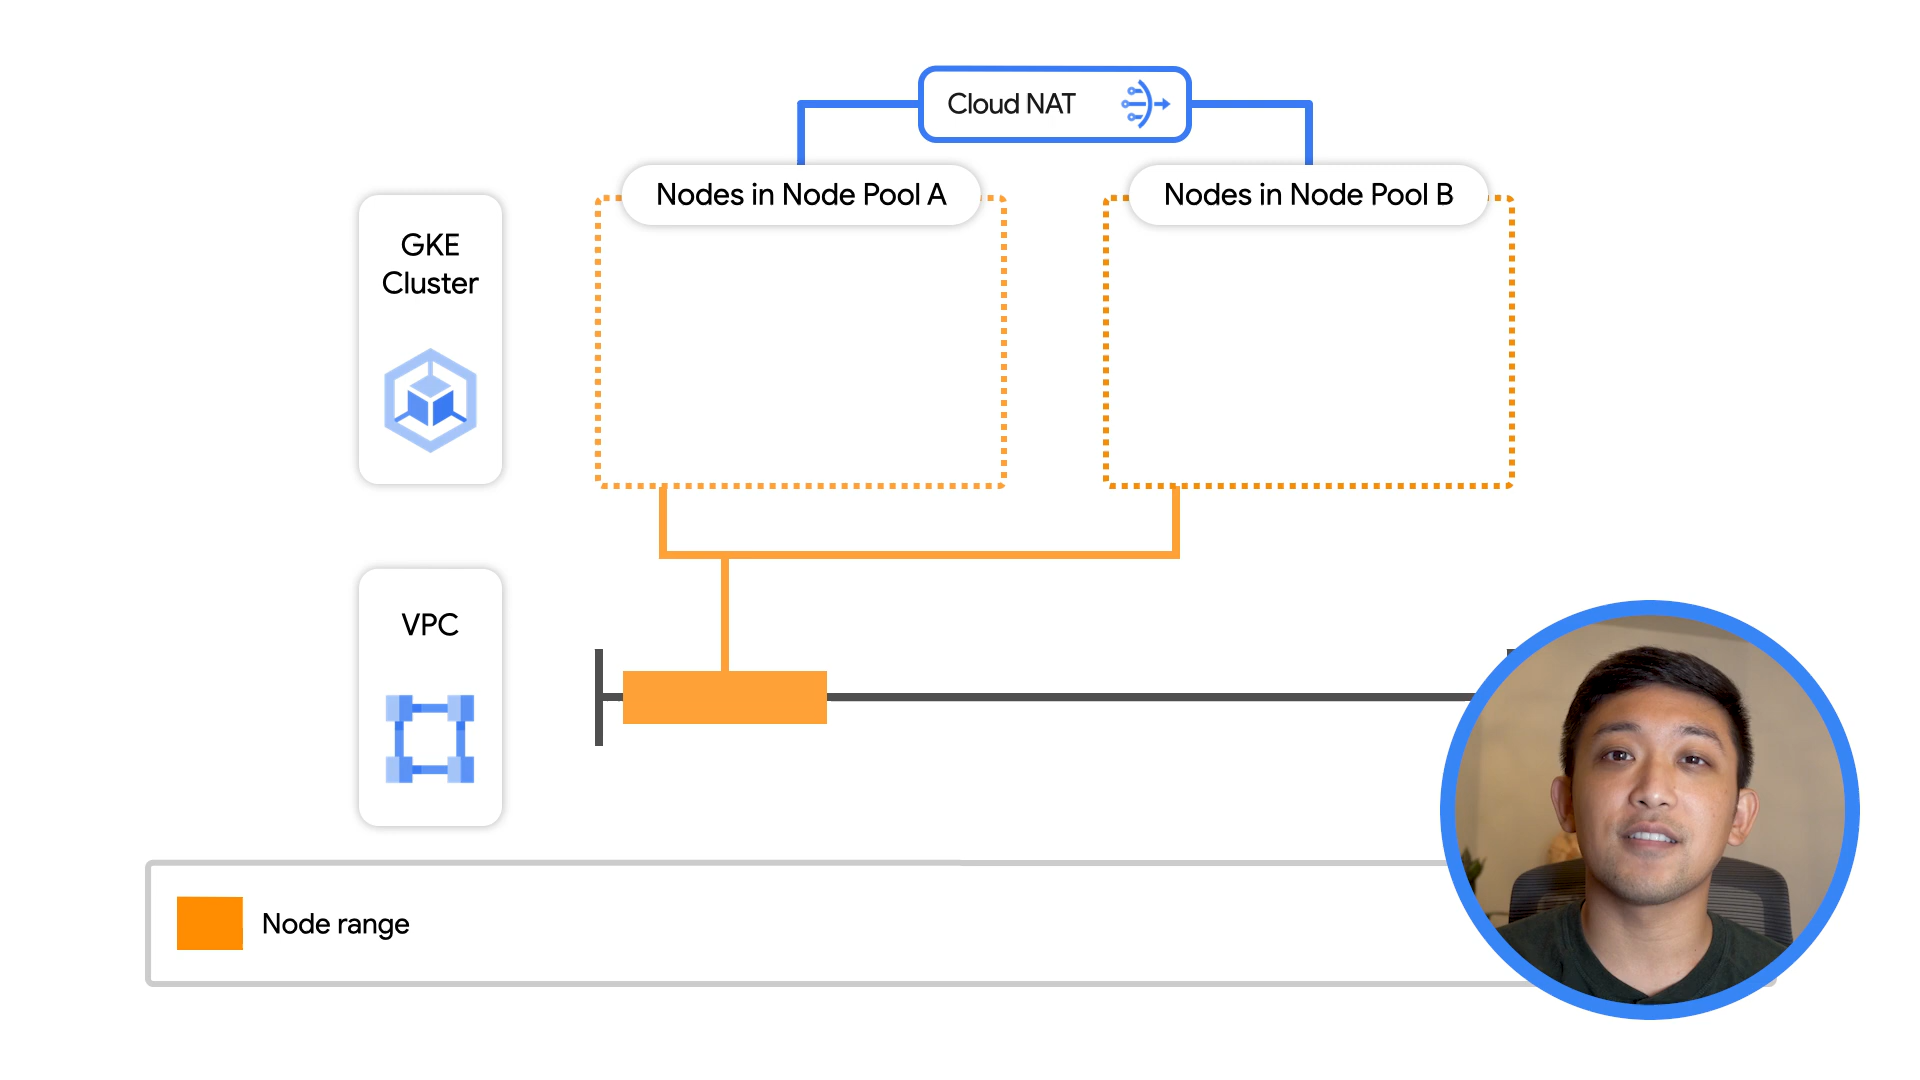 Cloud NAT
Nodes in Node Pool A
Nodes in Node Pool B
GKE
Cluster
VPC
Node range